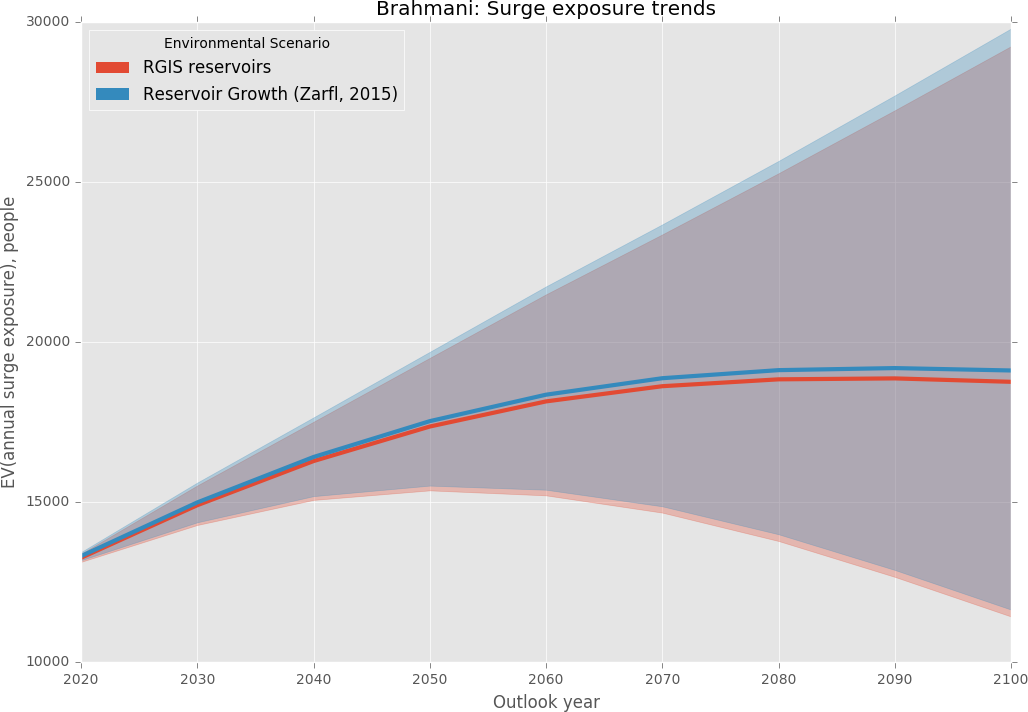 Brahmani: Surge exposure trends
Environmental Scenario
RGIS reservoirs
Reservoir Growth (Zarfl, 2015)
EV(annual surge exposure), people
30000
25000
20000
15000
10000
2020 2030 2040 2050 2060 2070 2080 2090 2100
Outlook year